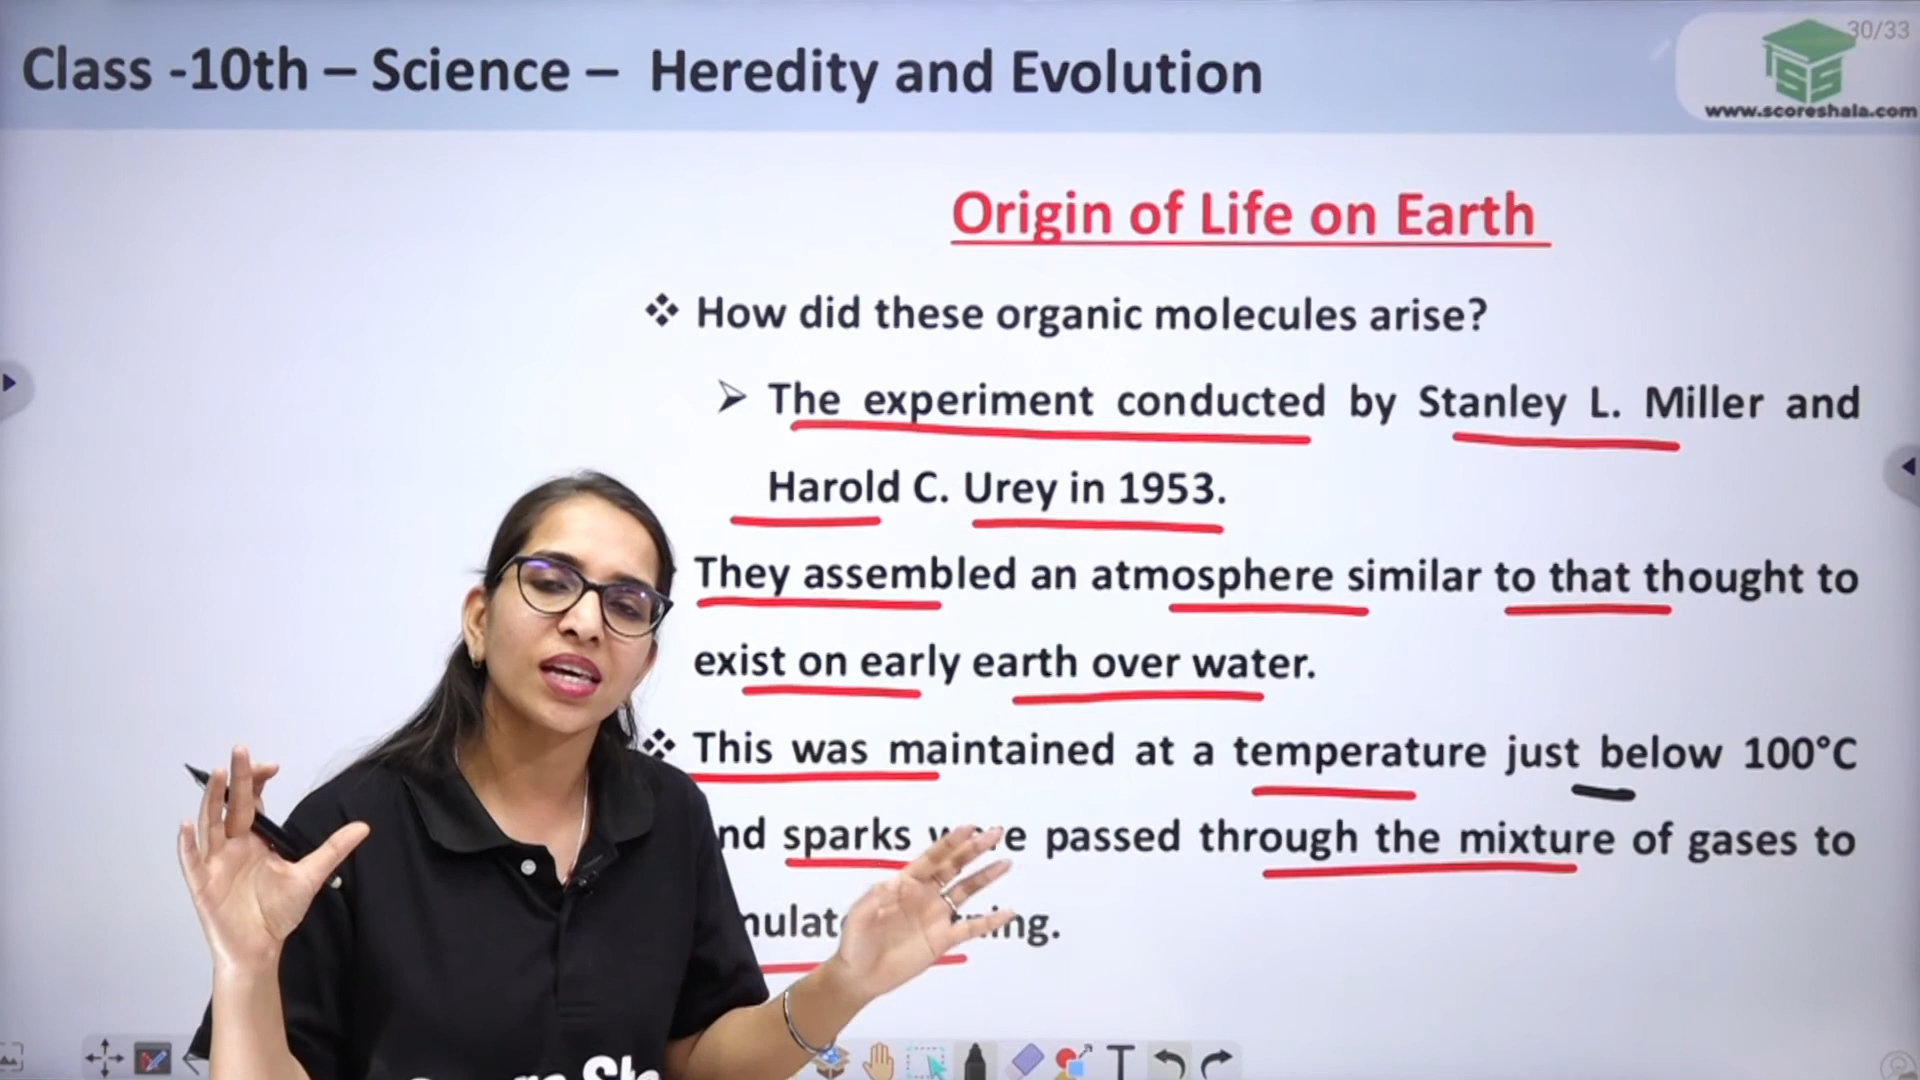 Class -10th – Science – Heredity and Evolution
30/33
SS
www.scoreshala.com
Origin of Life on Earth
❖ How did these organic molecules arise?
➢ The experiment conducted by Stanley L. Miller and
Harold C. Urey in 1953.
They assembled an atmosphere similar to that thought to
exist on early earth over water.
❖ This was maintained at a temperature just below 100°C
sparks passed through the mixture of gases to